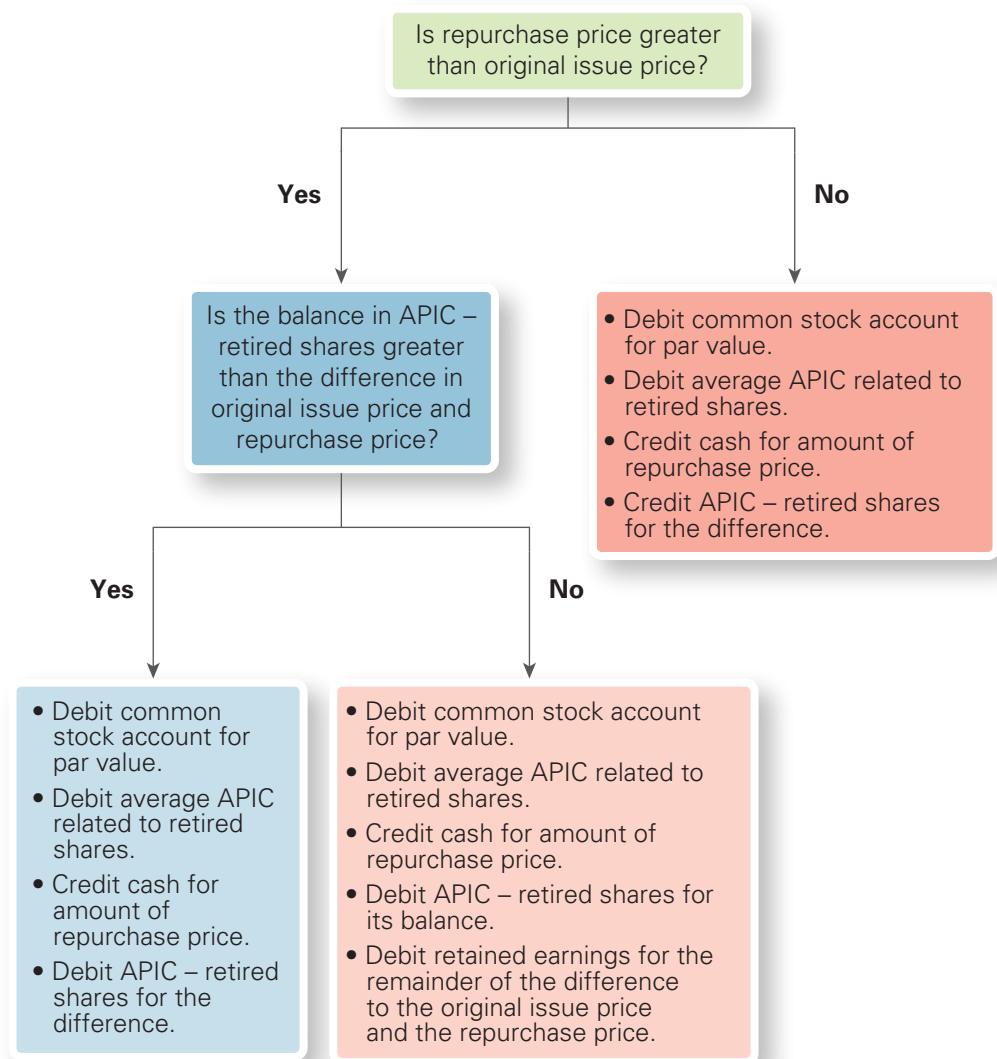 Is repurchase price greater
than original issue price?
Yes
No
Is the balance in APIC –
retired shares greater
than the difference in
original issue price and
repurchase price?
• Debit common stock account
for par value.
• Debit average APIC related to
retired shares.
• Credit cash for amount of
repurchase price.
• Credit APIC – retired shares
for the difference.
Yes
No
• Debit common
stock account for
par value.
• Debit average APIC
related to retired
shares.
• Credit cash for
amount of
repurchase price.
• Debit APIC – retired
shares for the
difference.
• Debit common stock account
for par value.
• Debit average APIC related to
retired shares.
• Credit cash for amount of
repurchase price.
• Debit APIC – retired shares for
its balance.
• Debit retained earnings for the
remainder of the difference
to the original issue price
and the repurchase price.